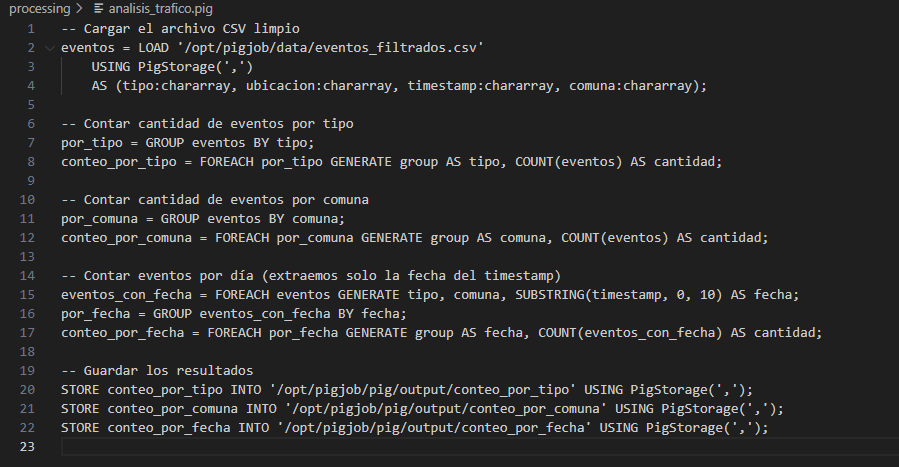 processing > analisis_trafico.pig
1 -- Cargar el archivo CSV limpio
2 eventos = LOAD '/opt/pigjob/data/eventos_filtrados.csv'
3     USING PigStorage(',')
4     AS (tipo:chararray, ubicacion:chararray, timestamp:chararray, comuna:chararray);
5
6 -- Contar cantidad de eventos por tipo
7 por_tipo = GROUP eventos BY tipo;
8 conteo_por_tipo = FOREACH por_tipo GENERATE group AS tipo, COUNT(eventos) AS cantidad;
9
10 -- Contar cantidad de eventos por comuna
11 por_comuna = GROUP eventos BY comuna;
12 conteo_por_comuna = FOREACH por_comuna GENERATE group AS comuna, COUNT(eventos) AS cantidad;
13
14 -- Contar eventos por día (extraemos solo la fecha del timestamp)
15 eventos_con_fecha = FOREACH eventos GENERATE tipo, comuna, SUBSTRING(timestamp, 0, 10) AS fecha;
16 por_fecha = GROUP eventos_con_fecha BY fecha;
17 conteo_por_fecha = FOREACH por_fecha GENERATE group AS fecha, COUNT(eventos_con_fecha) AS cantidad;
18
19 -- Guardar los resultados
20 STORE conteo_por_tipo INTO '/opt/pigjob/pig/output/conteo_por_tipo' USING PigStorage(',');
21 STORE conteo_por_comuna INTO '/opt/pigjob/pig/output/conteo_por_comuna' USING PigStorage(',');
22 STORE conteo_por_fecha INTO '/opt/pigjob/pig/output/conteo_por_fecha' USING PigStorage(',');
23